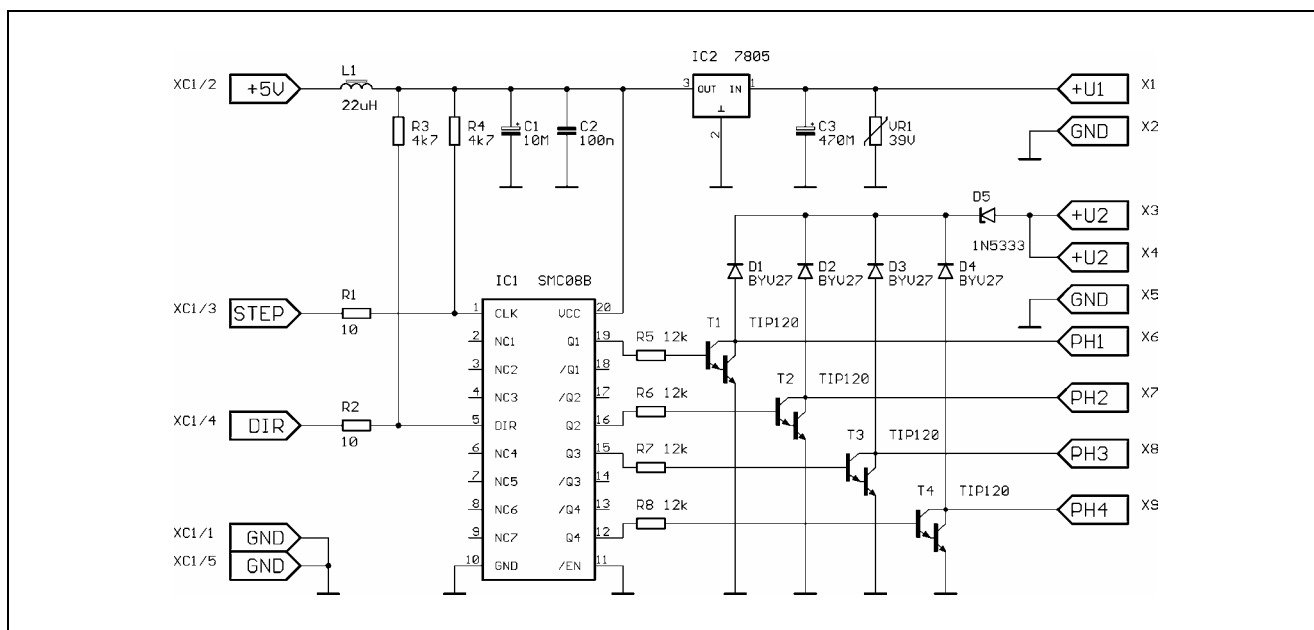 IC2 7805
XC1/2 +5V L1 3 OUT IN 1 +U1 X1
22uH
R3 4k7 R4 4k7 C1 10M C2 100n ⊥ 2 C3 470M VR1 39V GND X2
D5 +U2 X3
1N5333
+U2 X4
D1 BYV27 D2 BYV27 D3 BYV27 D4 BYV27
IC1 SMC08B
GND X5
XC1/3 STEP R1 10 1 CLK VCC 20
T1 TIP120
2 NC1 Q1 19 R5 12k PH1 X6
3 NC2 /Q1 18
T2 TIP120
4 NC3 /Q2 17 R6 12k PH2 X7
XC1/4 DIR R2 10 5 DIR Q2 16
T3 TIP120
6 NC4 Q3 15 R7 12k PH3 X8
7 NC5 /Q3 14
T4 TIP120
8 NC6 /Q4 13 R8 12k PH4 X9
XC1/1 GND 9 NC7 Q4 12
XC1/5 GND 10 GND /EN 11